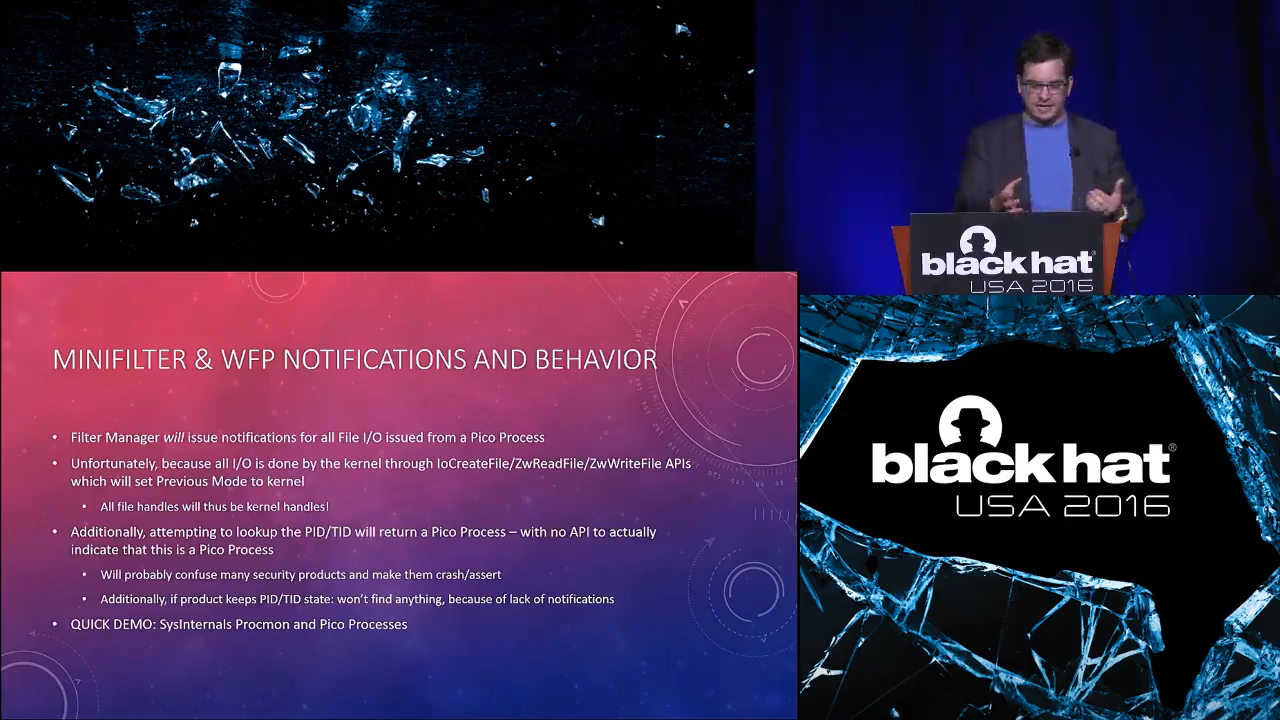 black hat
USA 2016
MINIFILTER & WFP NOTIFICATIONS AND BEHAVIOR
• Filter Manager will issue notifications for all File I/O issued from a Pico Process
• Unfortunately, because all I/O is done by the kernel through IoCreateFile/ZwReadFile/ZwWriteFile APIs
which will set Previous Mode to kernel
• All file handles will thus be kernel handles!
• Additionally, attempting to lookup the PID/TID will return a Pico Process – with no API to actually
indicate that this is a Pico Process
• Will probably confuse many security products and make them crash/assert
• Additionally, if product keeps PID/TID state: won't find anything, because of lack of notifications
• QUICK DEMO: SysInternals Procmon and Pico Processes
black hat®
USA 2016